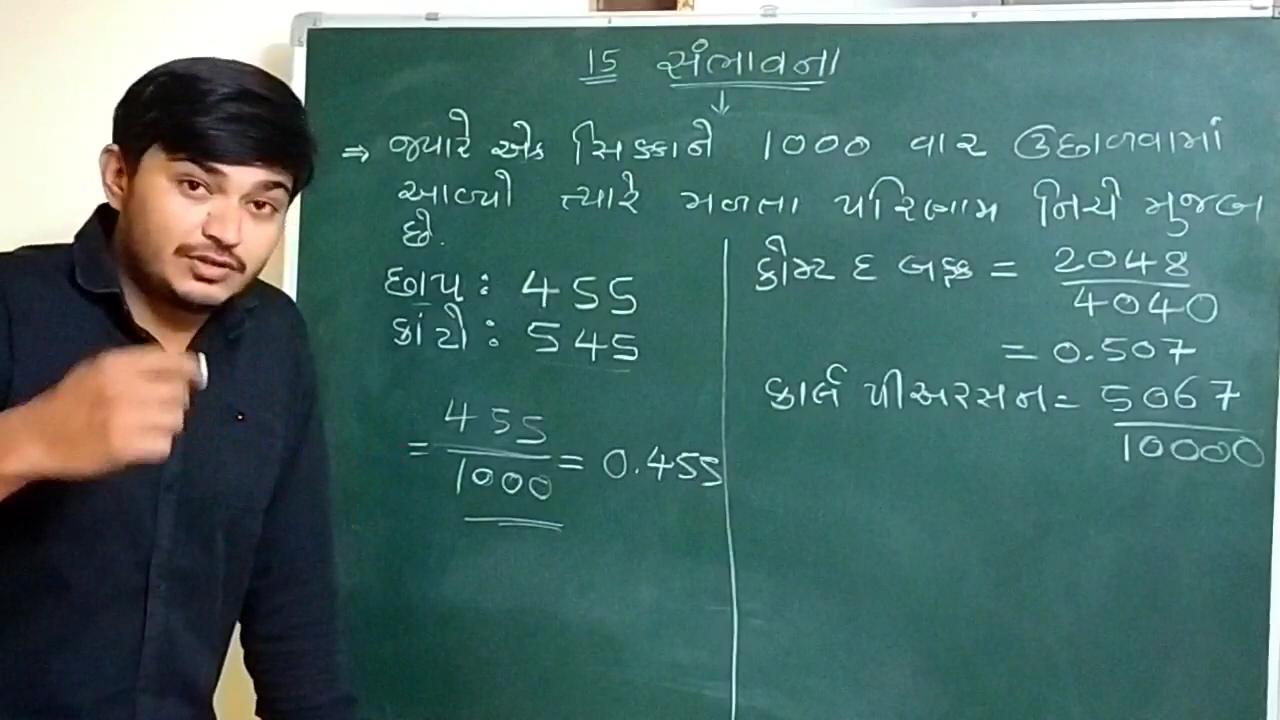 15 સંભાવના
⇒ જ્યારે એક સિક્કાને 1000 વાર ઉછાળવામાં
આવ્યો ત્યારે મળતા પરિણામ નિચે મુજબ
છે.
છાપ : 455
કાંટો : 545
= 455/1000 = 0.455
કોમ્ટ દ બફ્ફ = 2048/4040
= 0.507
કાર્લ પીઅરસન = 5067/10000